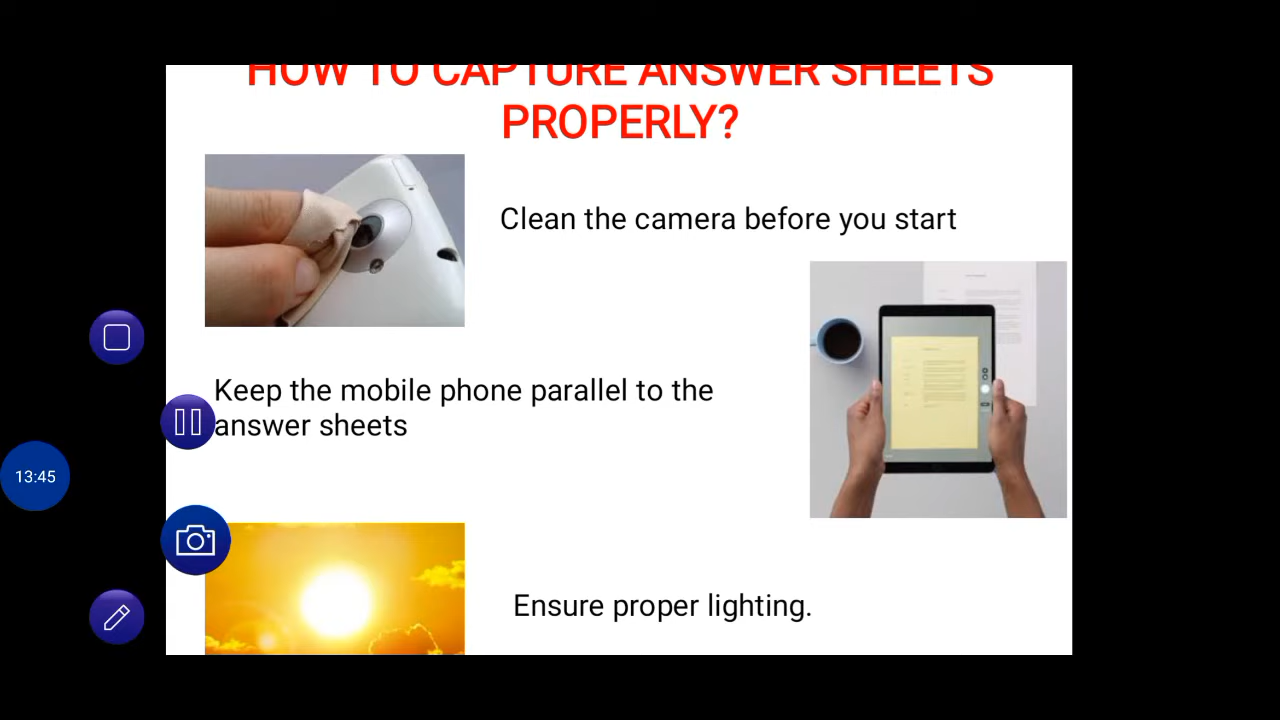 HOW TO CAPTURE ANSWER SHEETS
PROPERLY?
Clean the camera before you start
Keep the mobile phone parallel to the
answer sheets
13:45
Ensure proper lighting.